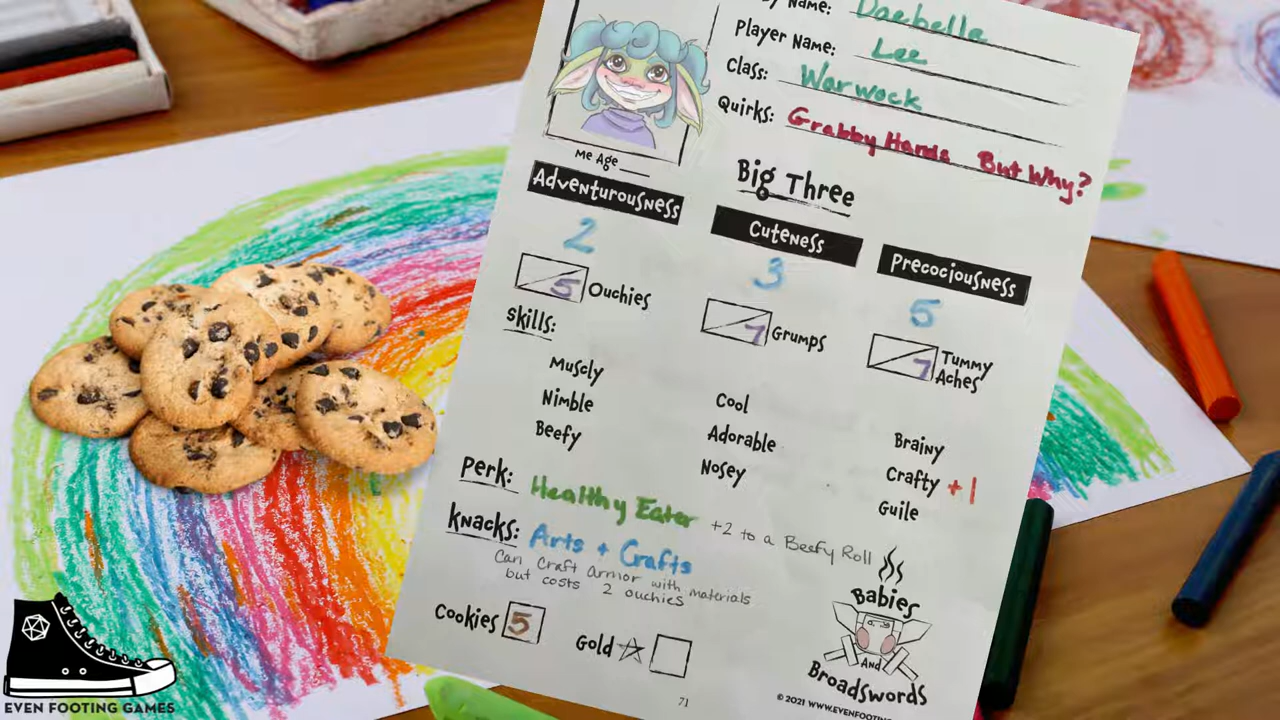 y Name: Daebella
Player Name: Lee
Class: Warwock
Quirks: Grabby Hands But Why?
Me Age
Big Three
Adventurousness
2
5 Ouchies
Cuteness
3
7 Grumps
Precociousness
5
7 Tummy Aches
Skills:
Muscly
Nimble
Beefy
Cool
Adorable
Nosey
Brainy
Crafty +1
Guile
Perk: Healthy Eater +2 to a Beefy Roll
Knacks: Arts + Crafts
Can Craft Armor with materials
but costs 2 ouchies
Cookies 5
Gold
Babies
And
Broadswords
71
© 2021 WWW.EVENFOOTING
EVEN FOOTING GAMES